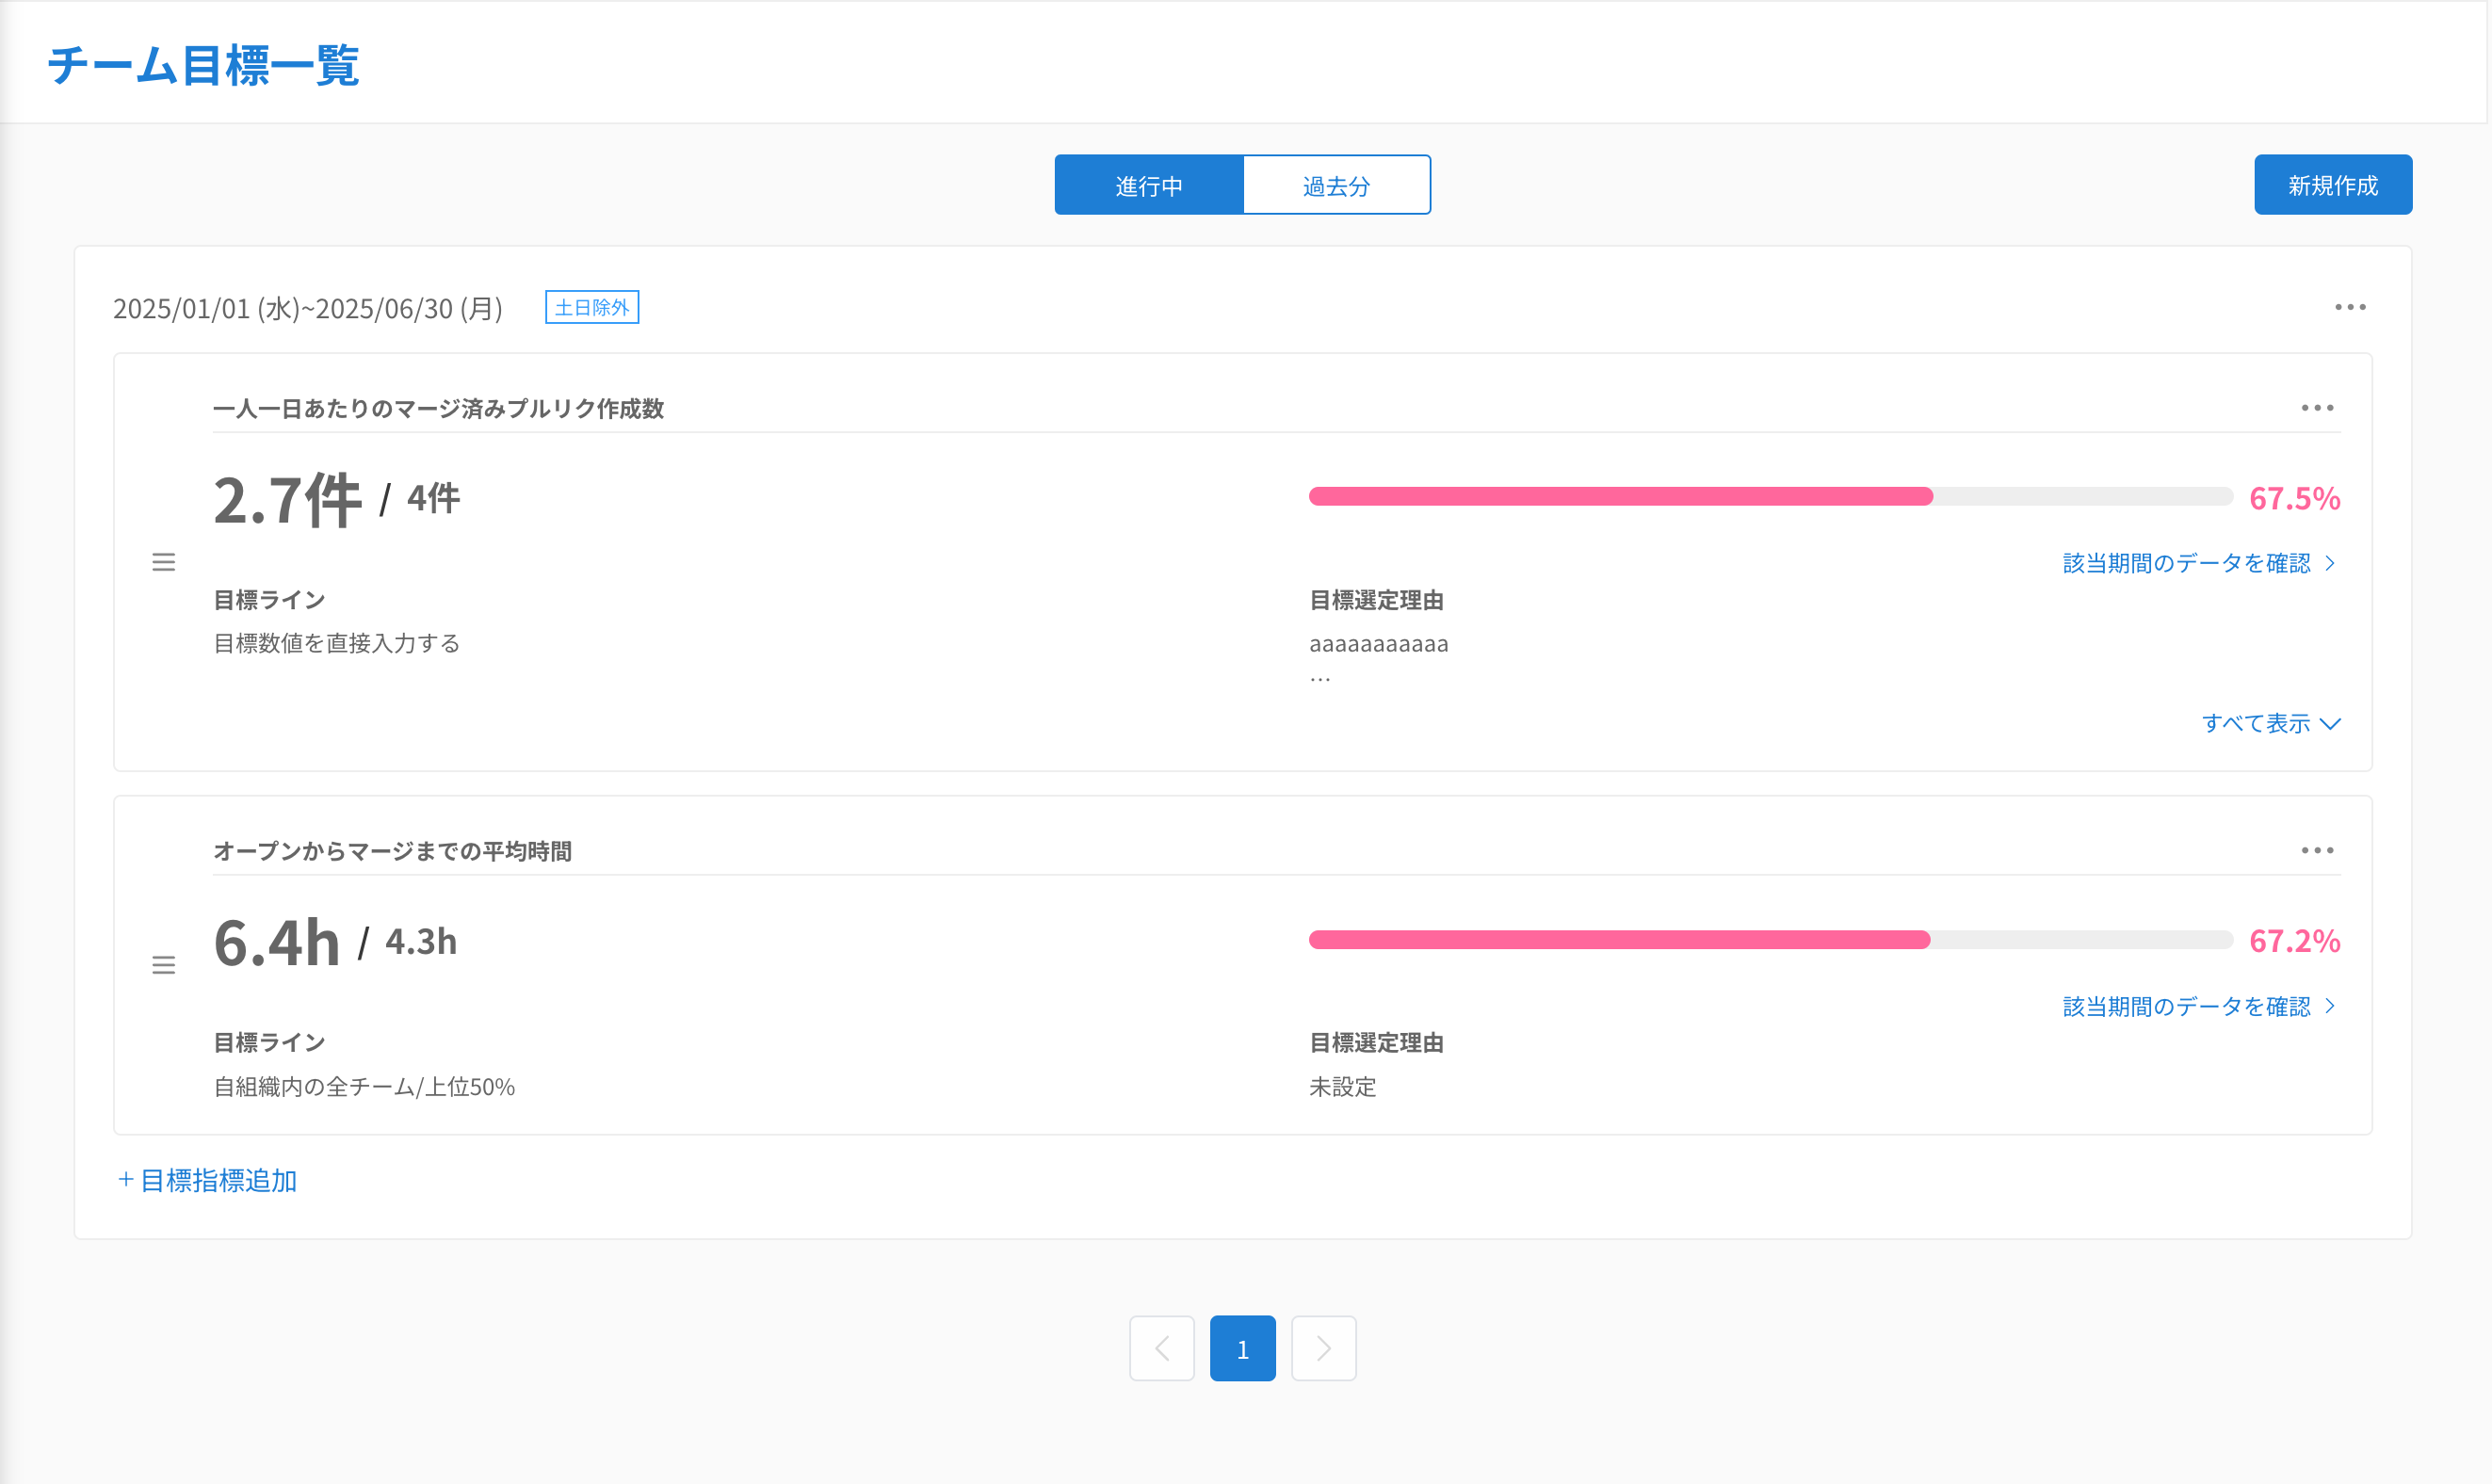 チーム目標一覧
進行中
過去分
新規作成
2025/01/01 (水)~2025/06/30 (月)
土日除外
一人一日あたりのマージ済みプルリク作成数
2.7件 / 4件
67.5%
該当期間のデータを確認
目標ライン
目標選定理由
目標数値を直接入力する
aaaaaaaaaaa
…
すべて表示
オープンからマージまでの平均時間
6.4h / 4.3h
67.2%
該当期間のデータを確認
目標ライン
目標選定理由
自組織内の全チーム/上位50%
未設定
+ 目標指標追加
1